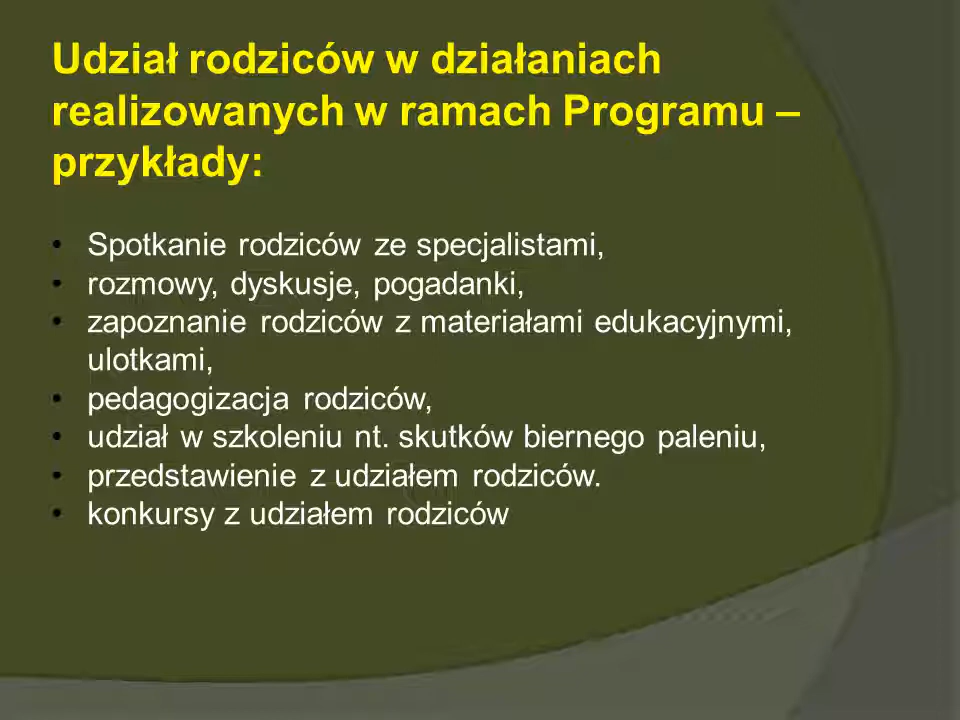 Udział rodziców w działaniach
realizowanych w ramach Programu –
przykłady:
• Spotkanie rodziców ze specjalistami,
• rozmowy, dyskusje, pogadanki,
• zapoznanie rodziców z materiałami edukacyjnymi,
ulotkami,
• pedagogizacja rodziców,
• udział w szkoleniu nt. skutków biernego paleniu,
• przedstawienie z udziałem rodziców.
• konkursy z udziałem rodziców